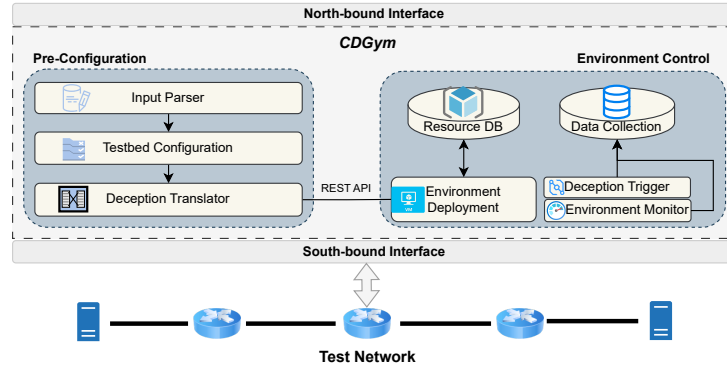 North-bound Interface
CDGym
Pre-Configuration
Environment Control
Input Parser
Testbed Configuration
Deception Translator
REST API
Resource DB
Data Collection
Environment
Deployment
VM
Deception Trigger
Environment Monitor
South-bound Interface
Test Network